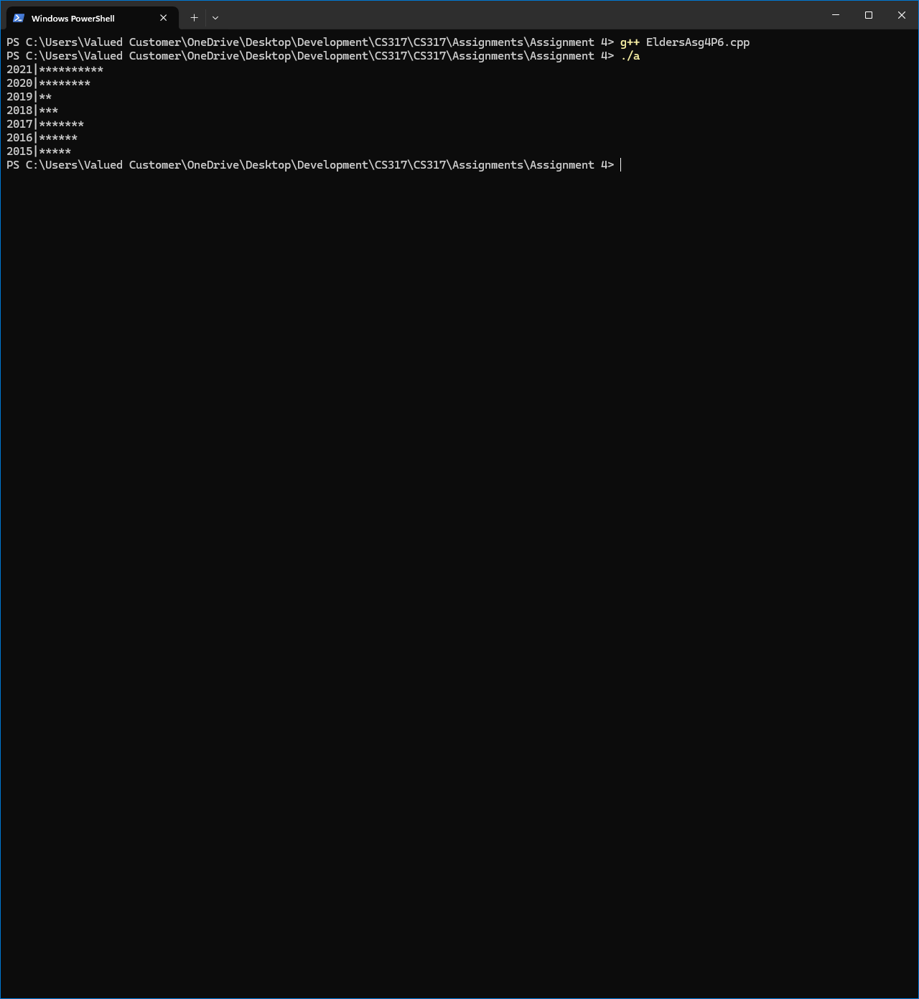 Windows PowerShell
PS C:\Users\Valued Customer\OneDrive\Desktop\Development\CS317\CS317\Assignments\Assignment 4> g++ EldersAsg4P6.cpp
PS C:\Users\Valued Customer\OneDrive\Desktop\Development\CS317\CS317\Assignments\Assignment 4> ./a
2021|**********
2020|********
2019|**
2018|***
2017|*******
2016|******
2015|*****
PS C:\Users\Valued Customer\OneDrive\Desktop\Development\CS317\CS317\Assignments\Assignment 4>